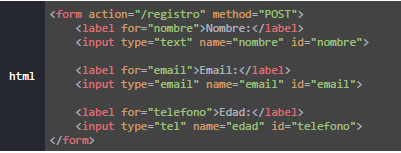 html
<form action="/registro" method="POST">
<label for="nombre">Nombre:</label>
<input type="text" name="nombre" id="nombre">
<label for="email">Email:</label>
<input type="email" name="email" id="email">
<label for="telefono">Edad:</label>
<input type="tel" name="edad" id="telefono">
</form>